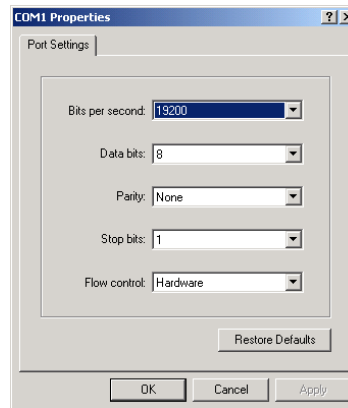 COM1 Properties
Port Settings
Bits per second: 19200
Data bits: 8
Parity: None
Stop bits: 1
Flow control: Hardware
Restore Defaults
OK Cancel Apply